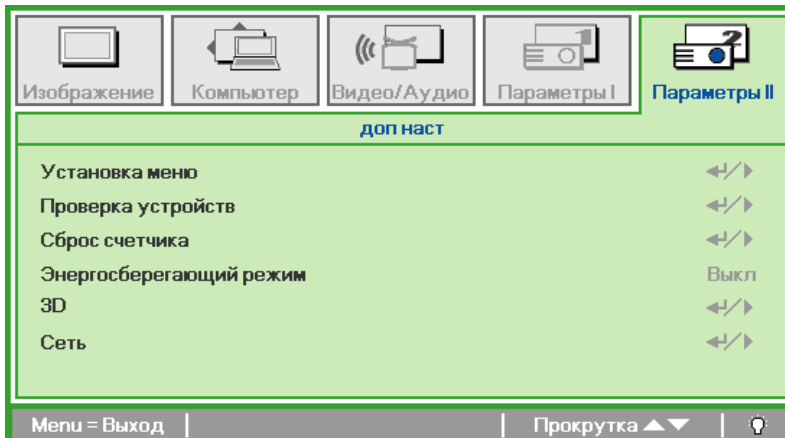 Изображение Компьютер Видео/Аудио Параметры I Параметры II
доп наст
Установка меню
Проверка устройств
Сброс счетчика
Энергосберегающий режим Выкл
3D
Сеть
Menu = Выход Прокрутка